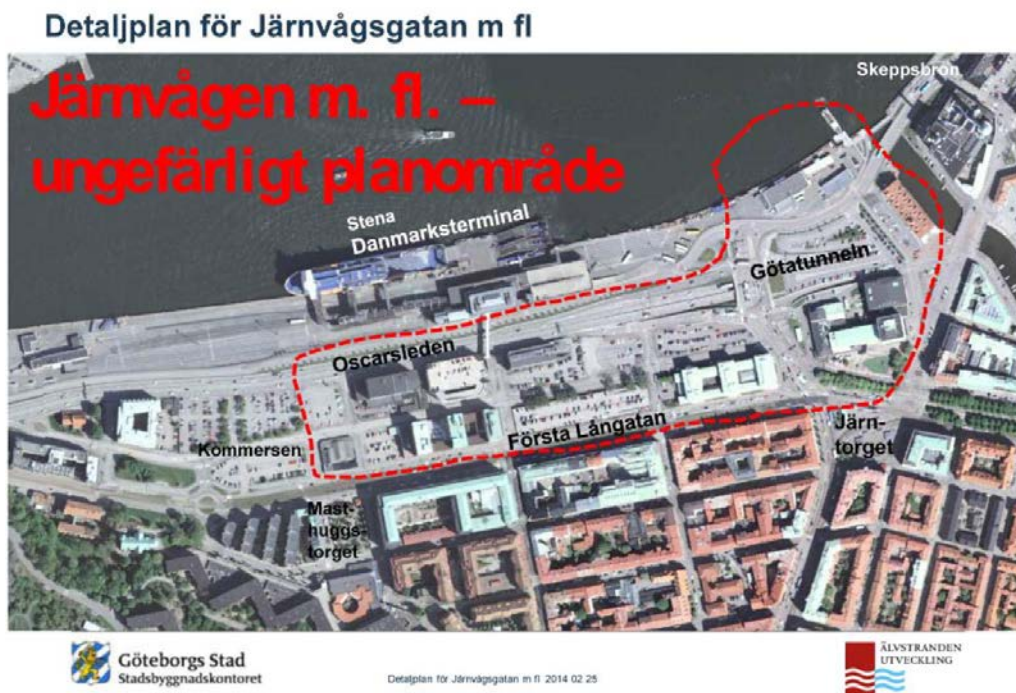 Detaljplan för Järnvågsgatan m fl
Järnvågen m. fl. –
ungefärligt planområde
Skeppsbron
Stena
Danmarksterminal
Götatunneln
Oscarsleden
Första Långatan
Järn-
torget
Kommersen
Mast-
huggs-
torget
Göteborgs Stad
Stadsbyggnadskontoret
Detaljplan för Järnvågsgatan m fl 2014 02 25
ÄLVSTRANDEN
UTVECKLING